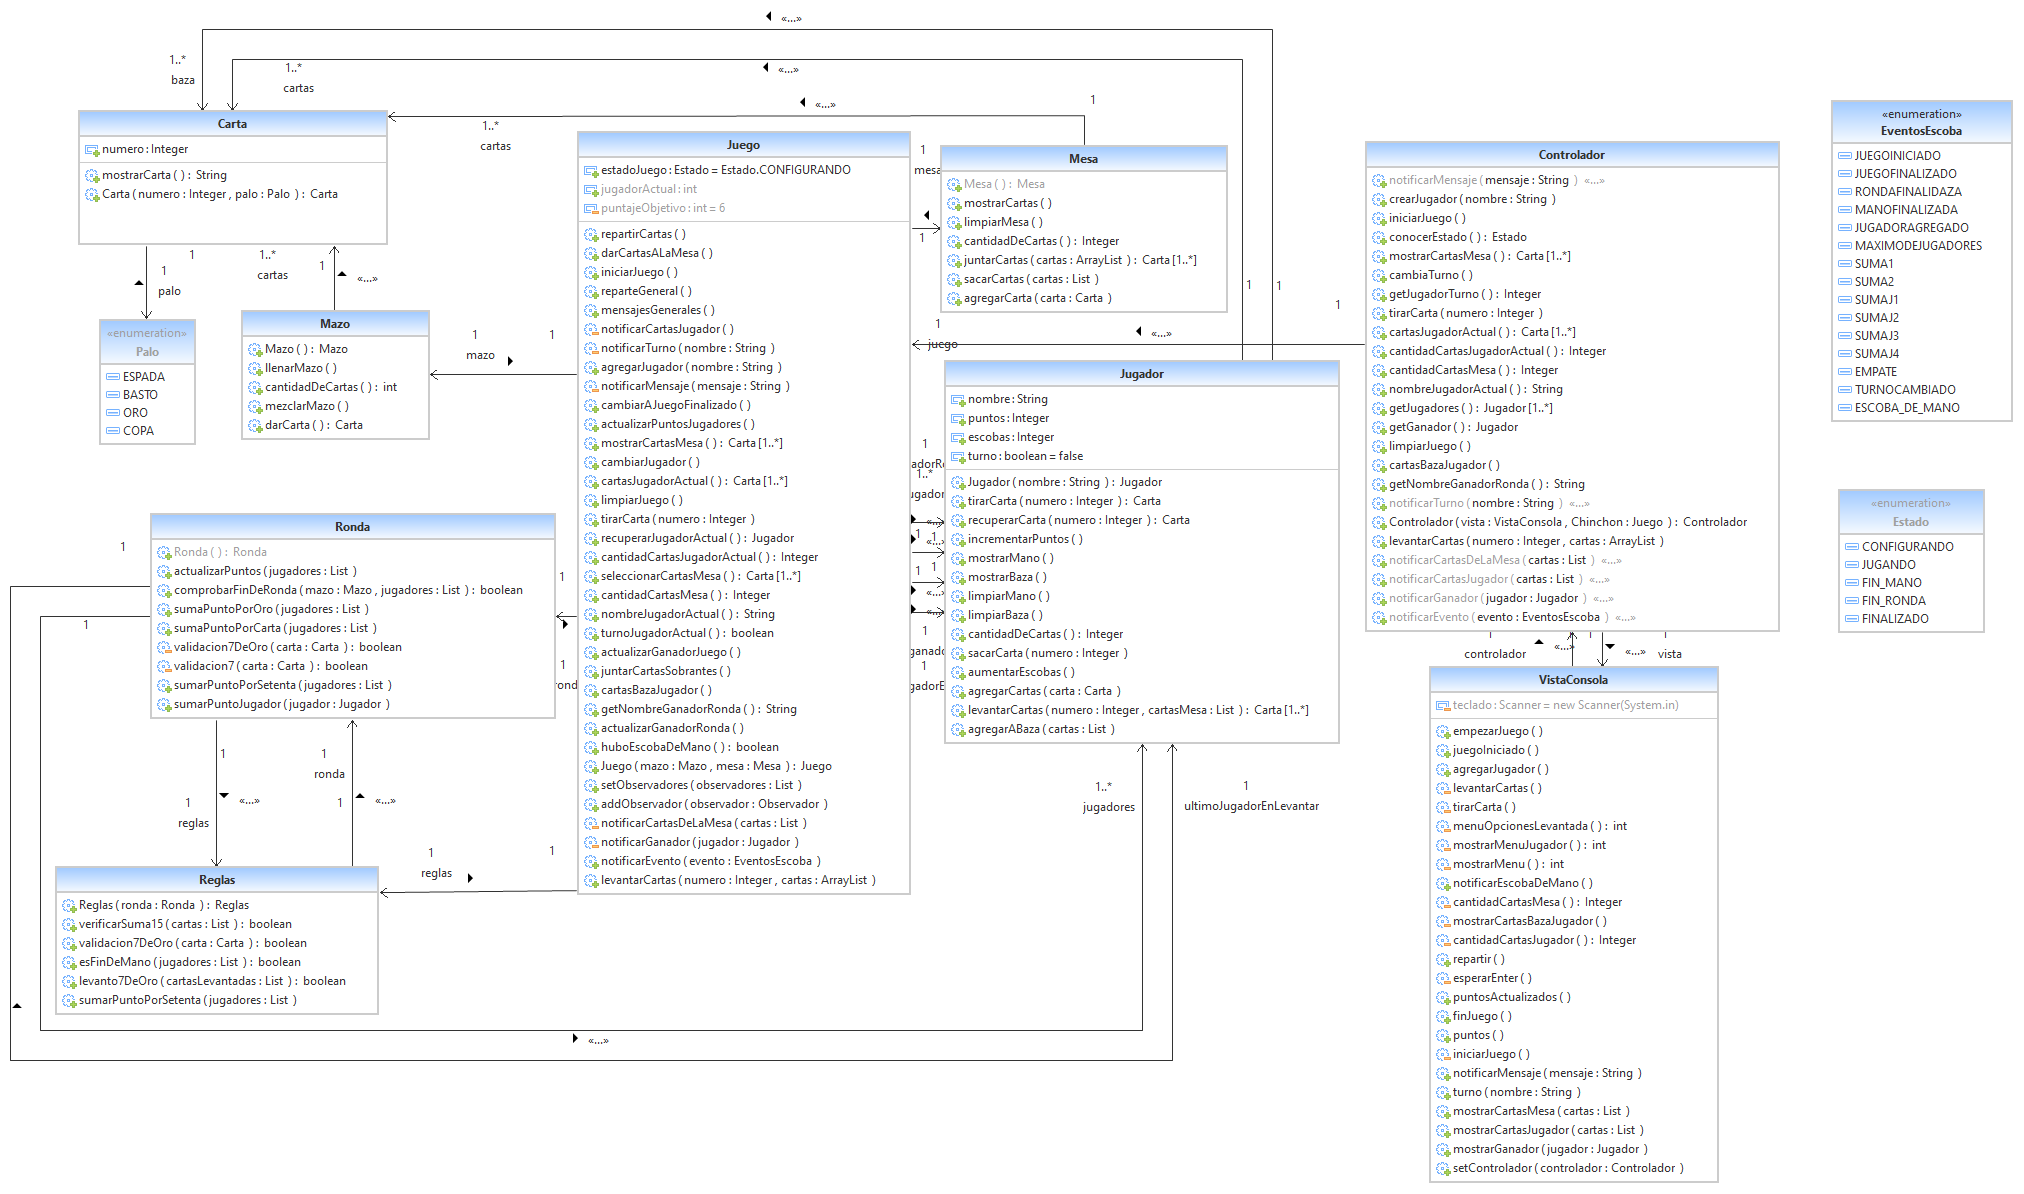 «...»
1..*
baza
1..*
cartas
«...»
«...»
1
1..*
cartas
Carta
numero : Integer
mostrarCarta ( ) : String
Carta ( numero : Integer , palo : Palo ) : Carta
1
1
palo
1..*
cartas
1
«...»
«enumeration»
Palo
ESPADA
BASTO
ORO
COPA
Mazo
Mazo ( ) : Mazo
llenarMazo ( )
cantidadDeCartas ( ) : int
mezclarMazo ( )
darCarta ( ) : Carta
1
mazo
1
Juego
estadoJuego : Estado = Estado.CONFIGURANDO
jugadorActual : int
puntajeObjetivo : int = 6
repartirCartas ( )
darCartasALaMesa ( )
iniciarJuego ( )
reparteGeneral ( )
mensajesGenerales ( )
notificarCartasJugador ( )
notificarTurno ( nombre : String )
agregarJugador ( nombre : String )
notificarMensaje ( mensaje : String )
cambiarAJuegoFinalizado ( )
actualizarPuntosJugadores ( )
mostrarCartasMesa ( ) : Carta [1..*]
cambiarJugador ( )
cartasJugadorActual ( ) : Carta [1..*]
limpiarJuego ( )
tirarCarta ( numero : Integer )
recuperarJugadorActual ( ) : Jugador
cantidadCartasJugadorActual ( ) : Integer
seleccionarCartasMesa ( ) : Carta [1..*]
cantidadCartasMesa ( ) : Integer
nombreJugadorActual ( ) : String
turnoJugadorActual ( ) : boolean
actualizarGanadorJuego ( )
juntarCartasSobrantes ( )
cartasBazaJugador ( )
getNombreGanadorRonda ( ) : String
actualizarGanadorRonda ( )
huboEscobaDeMano ( ) : boolean
Juego ( mazo : Mazo , mesa : Mesa ) : Juego
setObservadores ( observadores : List )
addObservador ( observador : Observador )
notificarCartasDeLaMesa ( cartas : List )
notificarGanador ( jugador : Jugador )
notificarEvento ( evento : EventosEscoba )
levantarCartas ( numero : Integer , cartas : ArrayList )
1
mesa
1
Mesa
Mesa ( ) : Mesa
mostrarCartas ( )
limpiarMesa ( )
cantidadDeCartas ( ) : Integer
juntarCartas ( cartas : ArrayList ) : Carta [1..*]
sacarCartas ( cartas : List )
agregarCarta ( carta : Carta )
1
1
1
juego
«...»
1
Jugador
nombre : String
puntos : Integer
escobas : Integer
turno : boolean = false
Jugador ( nombre : String ) : Jugador
tirarCarta ( numero : Integer ) : Carta
recuperarCarta ( numero : Integer ) : Carta
incrementarPuntos ( )
mostrarMano ( )
mostrarBaza ( )
limpiarMano ( )
limpiarBaza ( )
cantidadDeCartas ( ) : Integer
sacarCarta ( numero : Integer )
aumentarEscobas ( )
agregarCartas ( carta : Carta )
levantarCartas ( numero : Integer , cartasMesa : List ) : Carta [1..*]
agregarABaza ( cartas : List )
1
1..*
1
1
1
1
1
1
Controlador
notificarMensaje ( mensaje : String ) «...»
crearJugador ( nombre : String )
iniciarJuego ( )
conocerEstado ( ) : Estado
mostrarCartasMesa ( ) : Carta [1..*]
cambiaTurno ( )
getJugadorTurno ( ) : Integer
tirarCarta ( numero : Integer )
cartasJugadorActual ( ) : Carta [1..*]
cantidadCartasJugadorActual ( ) : Integer
cantidadCartasMesa ( ) : Integer
nombreJugadorActual ( ) : String
getJugadores ( ) : Jugador [1..*]
getGanador ( ) : Jugador
limpiarJuego ( )
cartasBazaJugador ( )
getNombreGanadorRonda ( ) : String
notificarTurno ( nombre : String ) «...»
Controlador ( vista : VistaConsola , Chinchon : Juego ) : Controlador
levantarCartas ( numero : Integer , cartas : ArrayList )
notificarCartasDeLaMesa ( cartas : List ) «...»
notificarCartasJugador ( cartas : List ) «...»
notificarGanador ( jugador : Jugador ) «...»
notificarEvento ( evento : EventosEscoba ) «...»
controlador
«...»
«...»
vista
VistaConsola
teclado : Scanner = new Scanner(System.in)
empezarJuego ( )
juegoIniciado ( )
agregarJugador ( )
levantarCartas ( )
tirarCarta ( )
menuOpcionesLevantada ( ) : int
mostrarMenuJugador ( ) : int
mostrarMenu ( ) : int
notificarEscobaDeMano ( )
cantidadCartasMesa ( ) : Integer
mostrarCartasBazaJugador ( )
cantidadCartasJugador ( ) : Integer
repartir ( )
esperarEnter ( )
puntosActualizados ( )
finJuego ( )
puntos ( )
iniciarJuego ( )
notificarMensaje ( mensaje : String )
turno ( nombre : String )
mostrarCartasMesa ( cartas : List )
mostrarCartasJugador ( cartas : List )
mostrarGanador ( jugador : Jugador )
setControlador ( controlador : Controlador )
«enumeration»
EventosEscoba
JUEGOINICIADO
JUEGOFINALIZADO
RONDAFINALIDAZA
MANOFINALIZADA
JUGADORAGREGADO
MAXIMODEJUGADORES
SUMA1
SUMA2
SUMAJ1
SUMAJ2
SUMAJ3
SUMAJ4
EMPATE
TURNOCAMBIADO
ESCOBA_DE_MANO
«enumeration»
Estado
CONFIGURANDO
JUGANDO
FIN_MANO
FIN_RONDA
FINALIZADO
Ronda
Ronda ( ) : Ronda
actualizarPuntos ( jugadores : List )
comprobarFinDeRonda ( mazo : Mazo , jugadores : List ) : boolean
sumaPuntoPorOro ( jugadores : List )
sumaPuntoPorCarta ( jugadores : List )
validacion7DeOro ( carta : Carta ) : boolean
validacion7 ( carta : Carta ) : boolean
sumarPuntoPorSetenta ( jugadores : List )
sumarPuntoJugador ( jugador : Jugador )
1
1
1
1
1
1
ronda
1
«...»
1
«...»
reglas
Reglas
Reglas ( ronda : Ronda ) : Reglas
verificarSuma15 ( cartas : List ) : boolean
validacion7DeOro ( carta : Carta ) : boolean
esFinDeMano ( jugadores : List ) : boolean
levanto7DeOro ( cartasLevantadas : List ) : boolean
sumarPuntoPorSetenta ( jugadores : List )
1
reglas
1
1..*
jugadores
1
ultimoJugadorEnLevantar
«...»